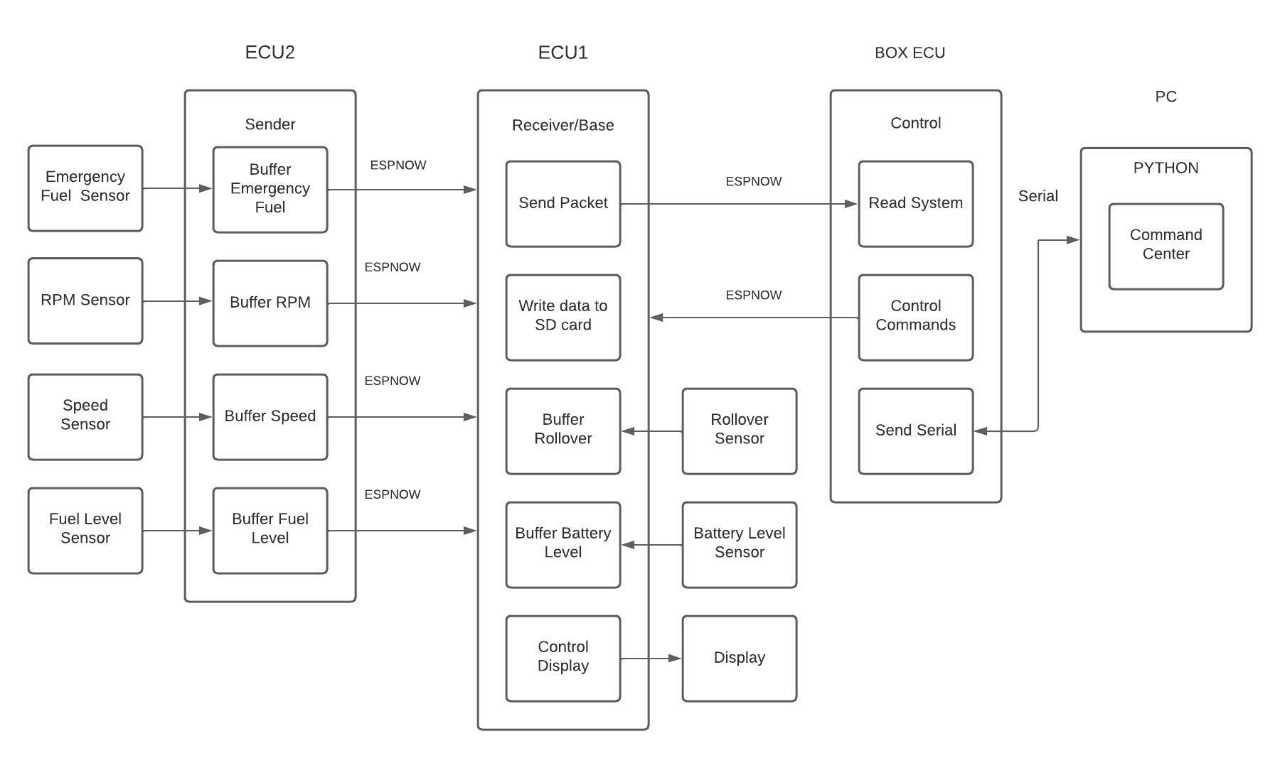 ECU2
ECU1
BOX ECU
PC
Sender
Receiver/Base
Control
PYTHON
Emergency
Fuel Sensor
Buffer
Emergency
Fuel
ESPNOW
Send Packet
ESPNOW
Read System
Serial
Command
Center
RPM Sensor
Buffer RPM
ESPNOW
Write data to
SD card
ESPNOW
Control
Commands
Speed
Sensor
Buffer Speed
ESPNOW
Buffer
Rollover
Rollover
Sensor
Send Serial
Fuel Level
Sensor
Buffer Fuel
Level
ESPNOW
Buffer Battery
Level
Battery Level
Sensor
Control
Display
Display